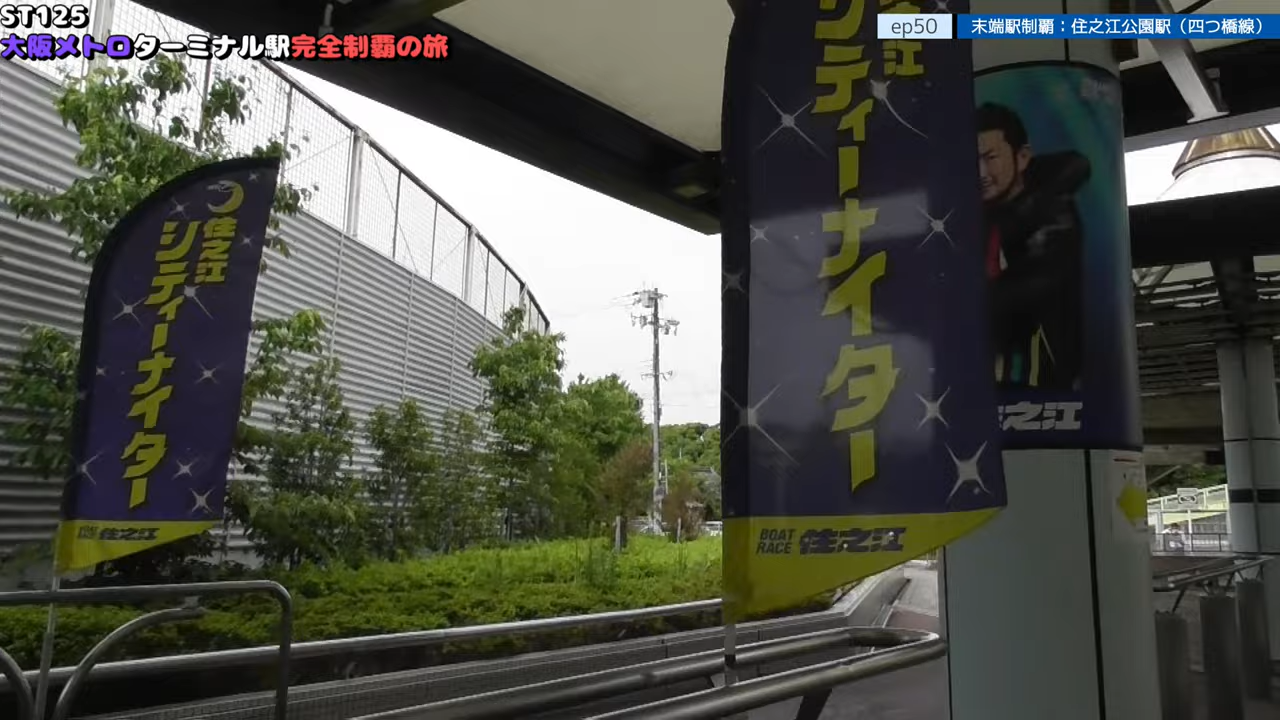 ST125
大阪メトロターミナル駅完全制覇の旅
ep50
末端駅制覇：住之江公園駅（四つ橋線）
住之江
シティーナイター
住之江
住之江
シティーナイター
BOAT
RACE 住之江
住之江